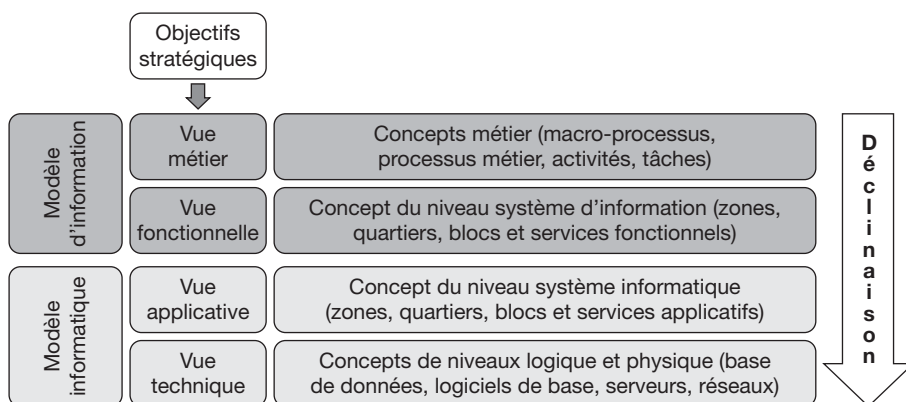 Objectifs
stratégiques
Modèle
d’information
Vue
métier
Concepts métier (macro-processus,
processus métier, activités, tâches)
Vue
fonctionnelle
Concept du niveau système d’information (zones,
quartiers, blocs et services fonctionnels)
Modèle
informatique
Vue
applicative
Concept du niveau système informatique
(zones, quartiers, blocs et services applicatifs)
Vue
technique
Concepts de niveaux logique et physique (base
de données, logiciels de base, serveurs, réseaux)
Déclinaison